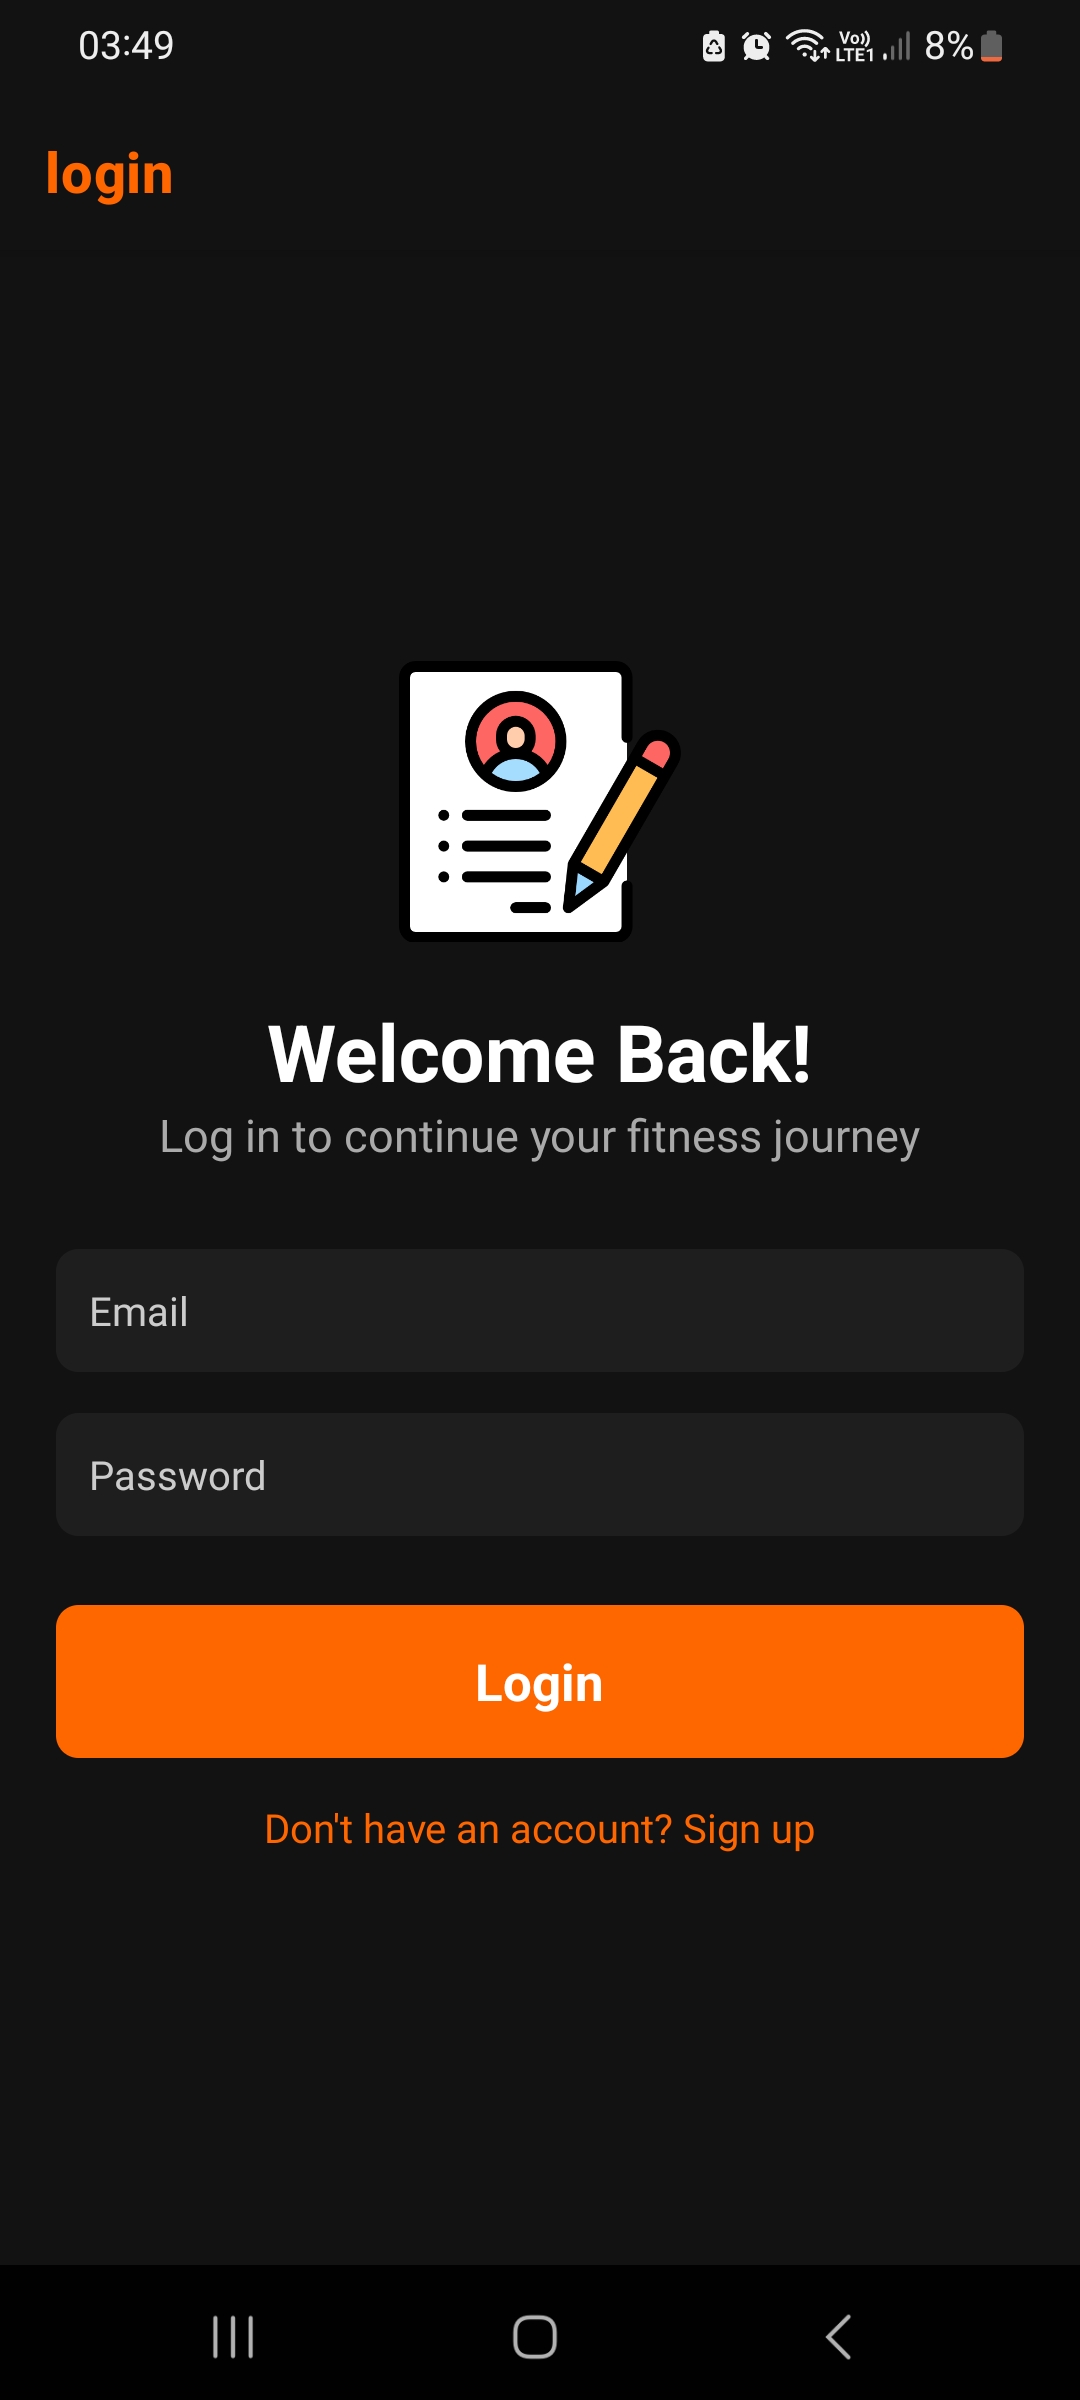 03:49 Vo)) LTE1 8%
login
Welcome Back!
Log in to continue your fitness journey
Email
Password
Login
Don't have an account? Sign up